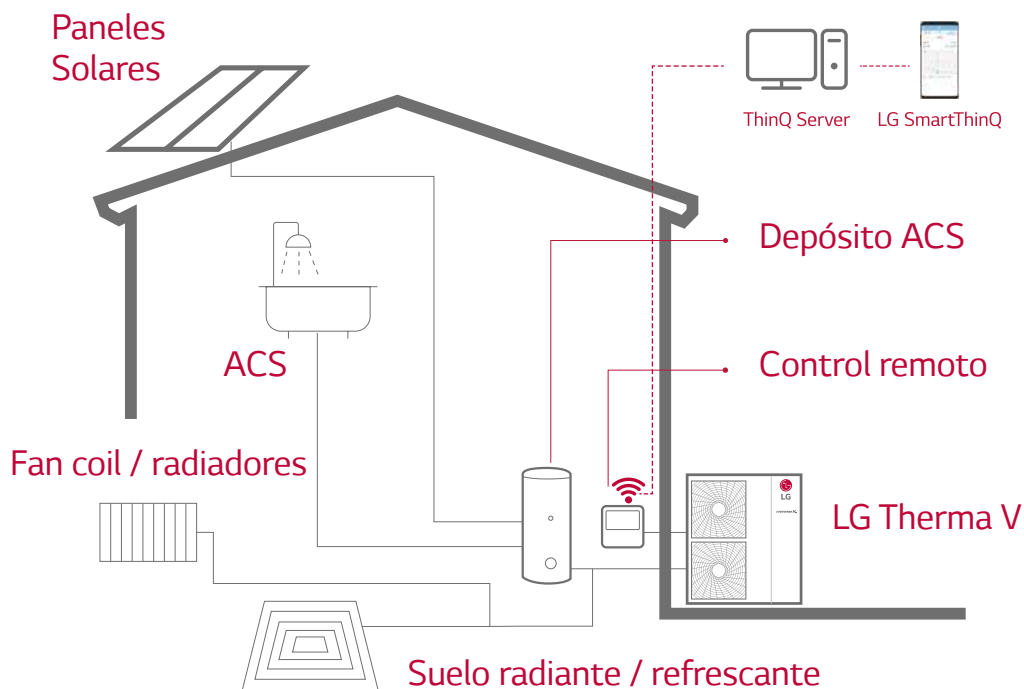 Paneles
Solares
ThinQ Server
LG SmartThinQ
Depósito ACS
ACS
Control remoto
Fan coil / radiadores
LG
LG Therma V
Suelo radiante / refrescante